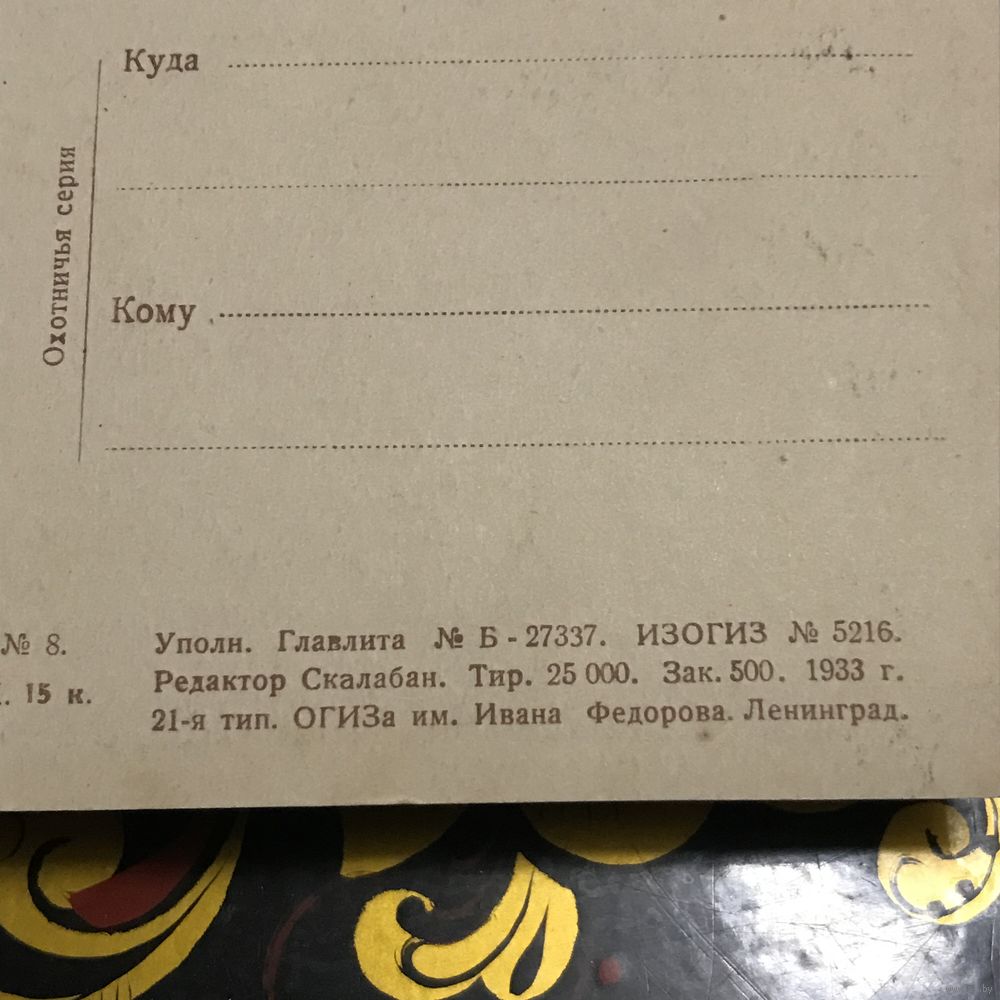 Куда
Охотничья серия
Кому
№ 8.
15 к.
Уполн. Главлита № Б - 27337. ИЗОГИЗ № 5216.
Редактор Скалабан. Тир. 25 000. Зак. 500. 1933 г.
21-я тип. ОГИЗа им. Ивана Федорова. Ленинград.